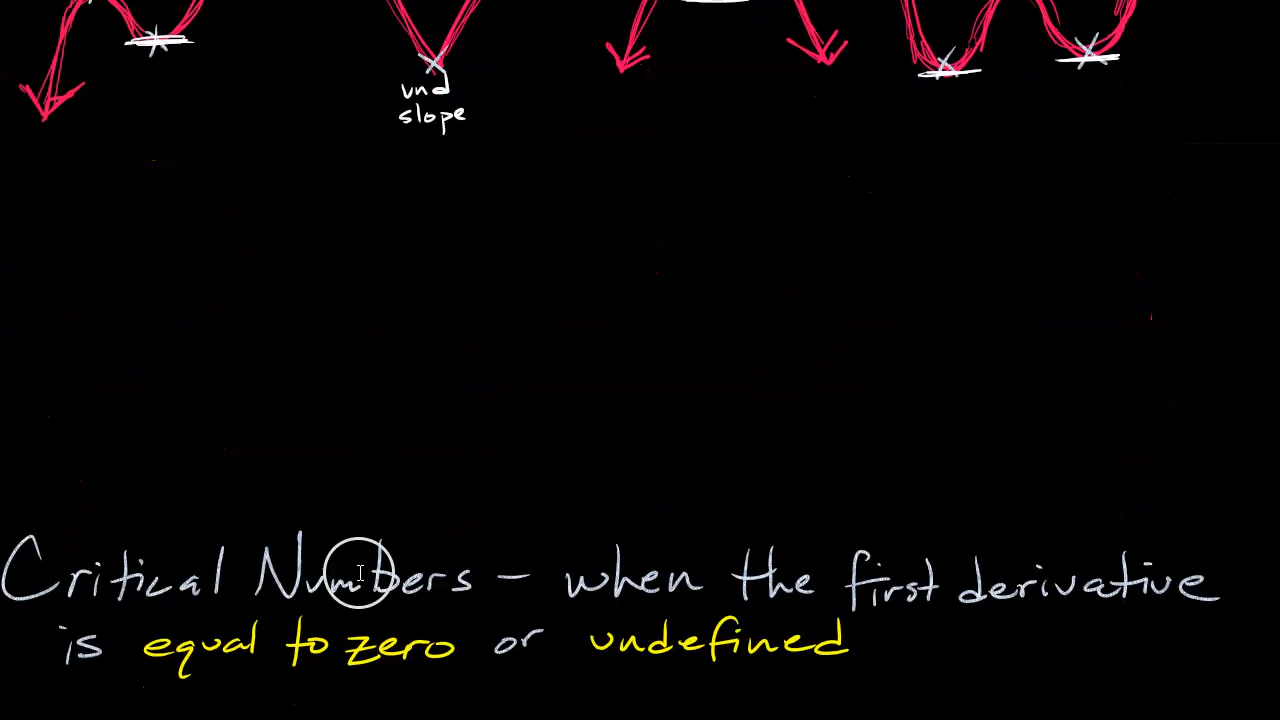 und
slope
Critical Numbers - when the first derivative
is equal to zero or undefined